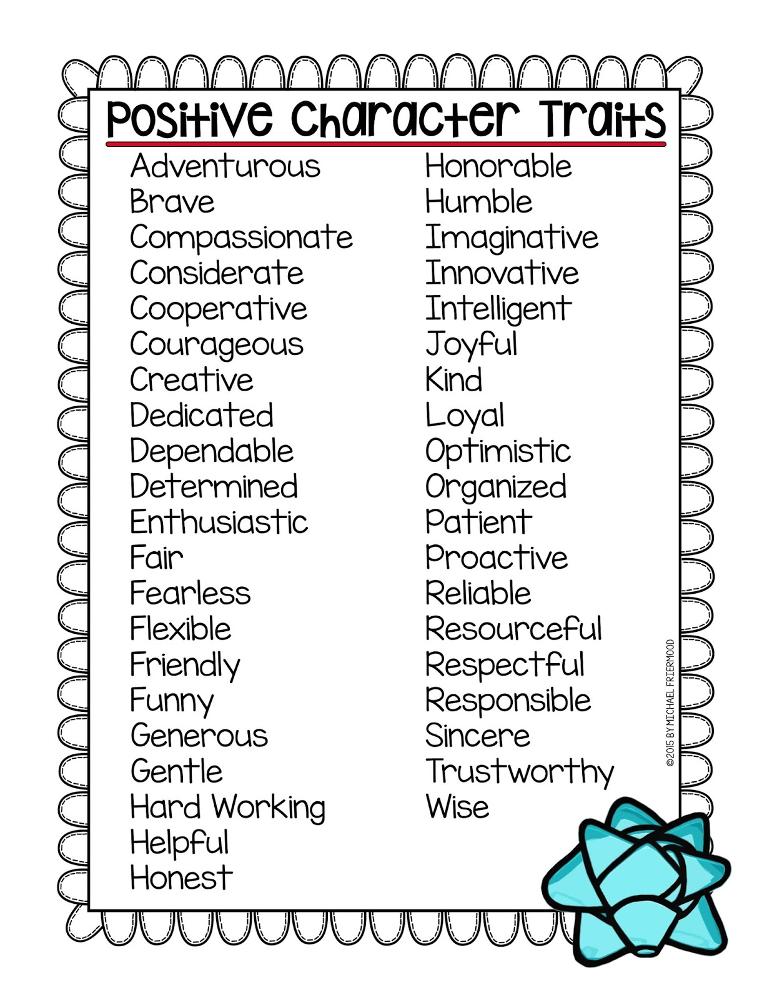 Positive Character Traits
Adventurous
Brave
Compassionate
Considerate
Cooperative
Courageous
Creative
Dedicated
Dependable
Determined
Enthusiastic
Fair
Fearless
Flexible
Friendly
Funny
Generous
Gentle
Hard Working
Helpful
Honest
Honorable
Humble
Imaginative
Innovative
Intelligent
Joyful
Kind
Loyal
Optimistic
Organized
Patient
Proactive
Reliable
Resourceful
Respectful
Responsible
Sincere
Trustworthy
Wise
©2015 BY MICHAEL FRIERMOOD